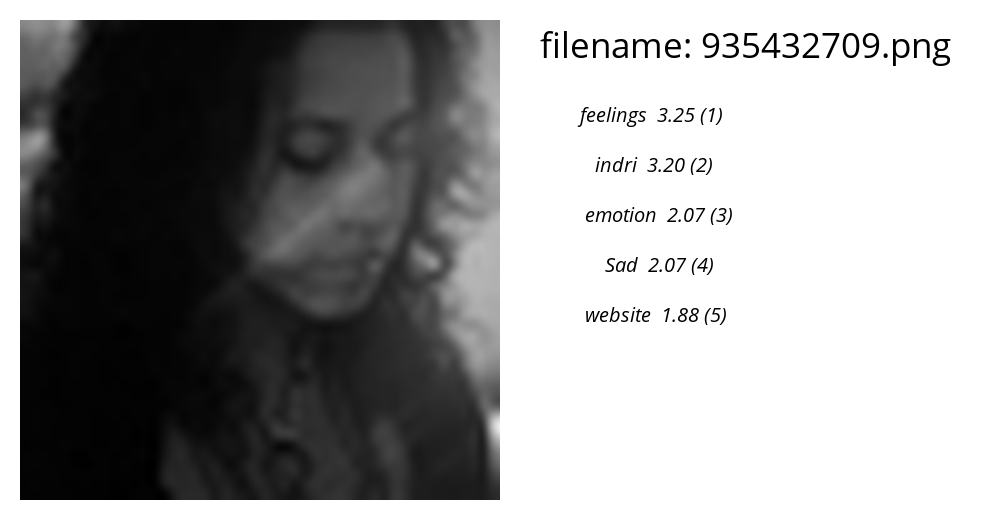 filename: 935432709.png
feelings 3.25 (1)
indri 3.20 (2)
emotion 2.07 (3)
Sad 2.07 (4)
website 1.88 (5)